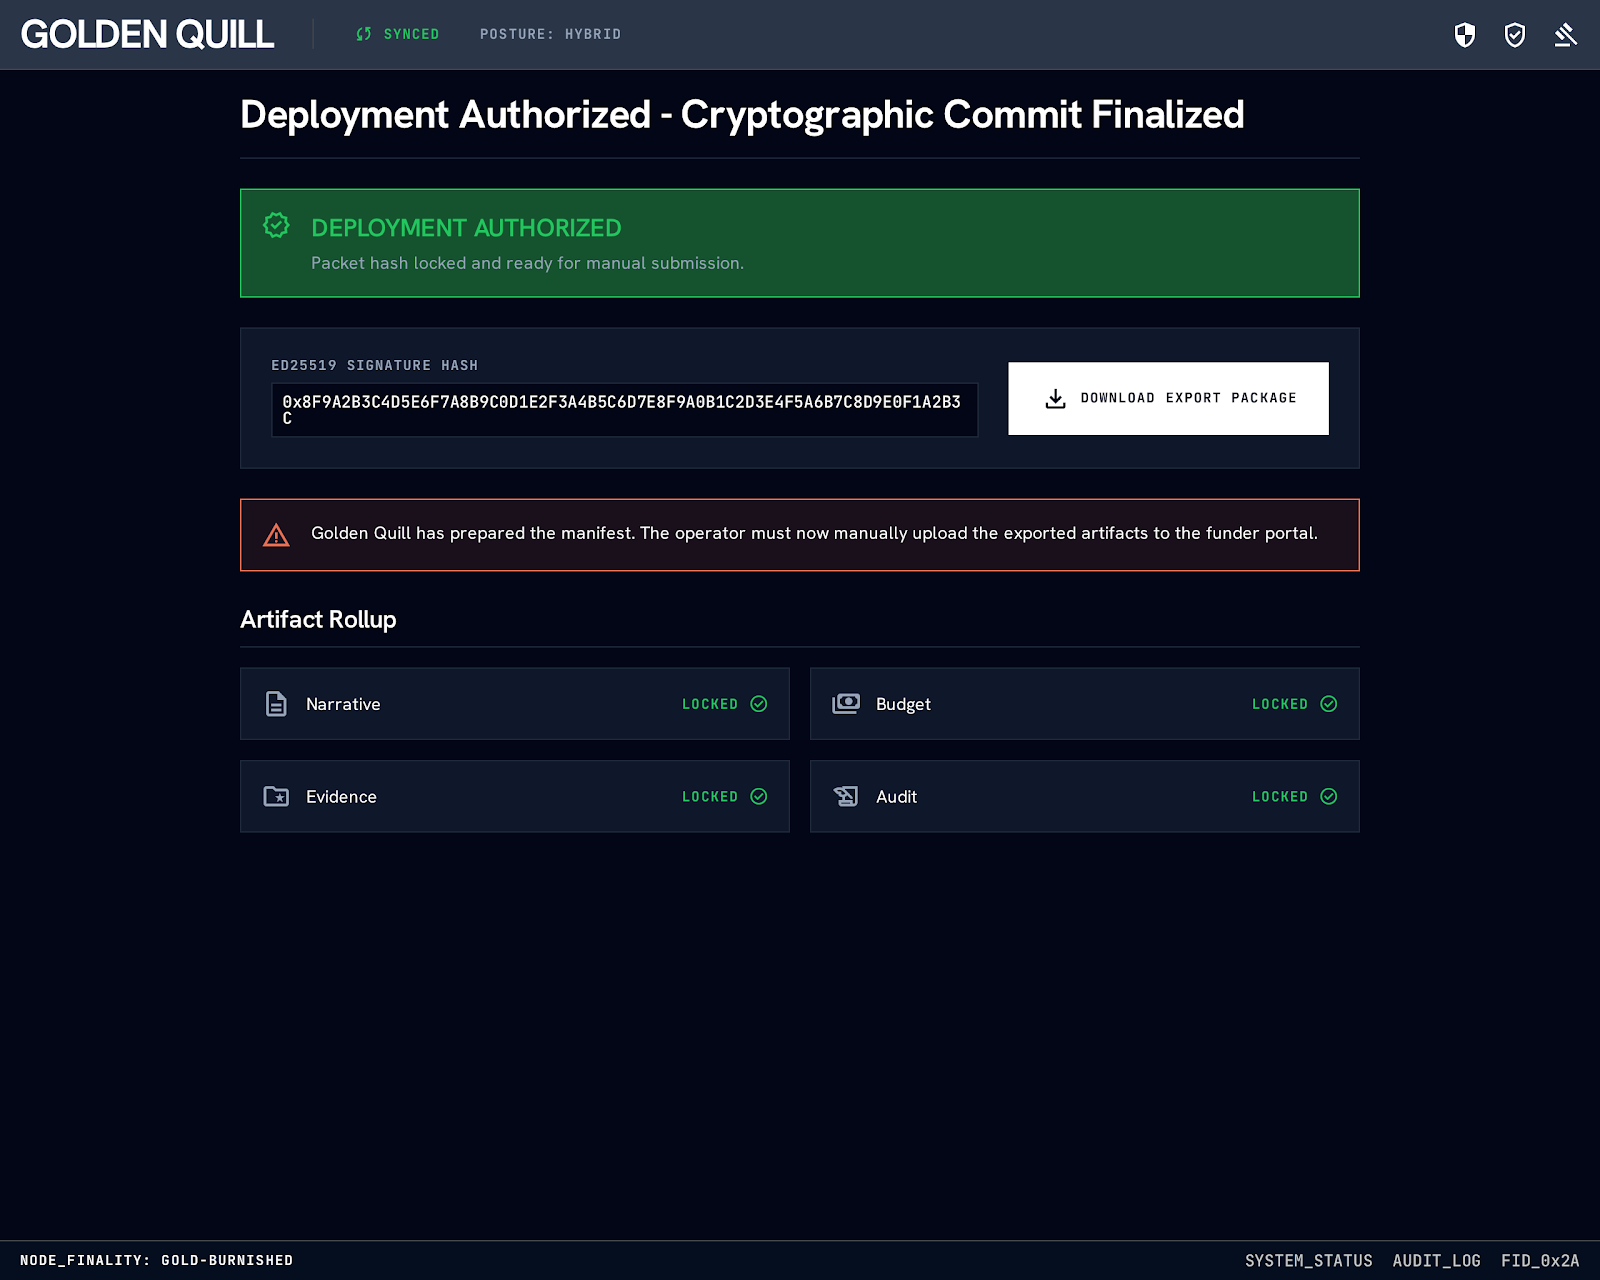 GOLDEN QUILL
SYNCED
POSTURE: HYBRID
Deployment Authorized - Cryptographic Commit Finalized
DEPLOYMENT AUTHORIZED
Packet hash locked and ready for manual submission.
ED25519 SIGNATURE HASH
0x8F9A2B3C4D5E6F7A8B9C0D1E2F3A4B5C6D7E8F9A0B1C2D3E4F5A6B7C8D9E0F1A2B3
C
DOWNLOAD EXPORT PACKAGE
Golden Quill has prepared the manifest. The operator must now manually upload the exported artifacts to the funder portal.
Artifact Rollup
Narrative
LOCKED
Budget
LOCKED
Evidence
LOCKED
Audit
LOCKED
NODE_FINALITY: GOLD-BURNISHED
SYSTEM_STATUS
AUDIT_LOG
FID_0x2A